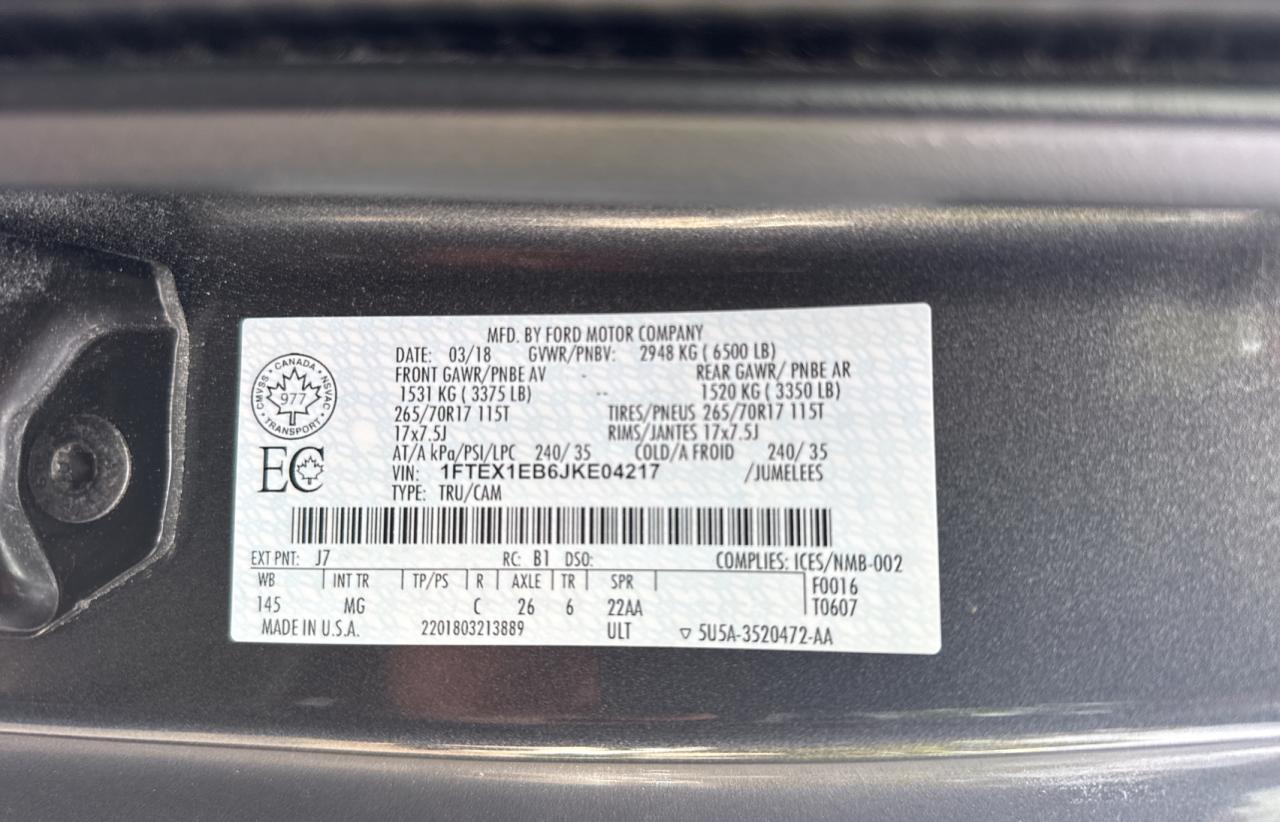 MFD. BY FORD MOTOR COMPANY
DATE: 03/18 GVWR/PNBV: 2948 KG ( 6500 LB)
FRONT GAWR/PNBE AV - REAR GAWR/ PNBE AR
1531 KG ( 3375 LB) -- 1520 KG ( 3350 LB)
265/70R17 115T TIRES/PNEUS 265/70R17 115T
17x7.5J RIMS/JANTES 17x7.5J
AT/A kPa/PSI/LPC 240/ 35 COLD/A FROID 240/ 35
VIN: 1FTEX1EB6JKE04217 /JUMELEES
TYPE: TRU/CAM
CANADA · NSVAC · TRANSPORT · CMVSS ·
977
EC
EXT PNT: J7 RC: B1 DSO: COMPLIES: ICES/NMB-002
WB INT TR TP/PS R AXLE TR SPR F0016
145 MG C 26 6 22AA T0607
MADE IN U.S.A. 2201803213889 ULT ▽ 5U5A-3520472-AA